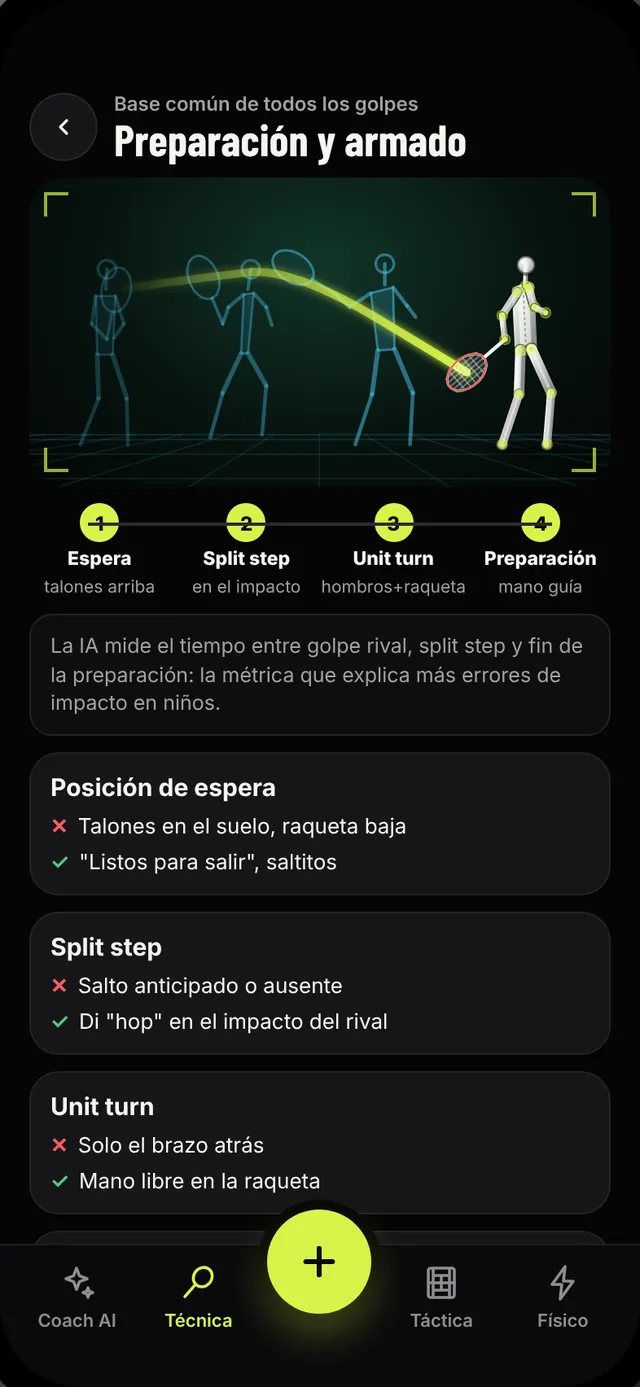 Base común de todos los golpes
Preparación y armado
1 2 3 4
Espera Split step Unit turn Preparación
talones arriba en el impacto hombros+raqueta mano guía
La IA mide el tiempo entre golpe rival, split step y fin de
la preparación: la métrica que explica más errores de
impacto en niños.
Posición de espera
✕ Talones en el suelo, raqueta baja
✓ "Listos para salir", saltitos
Split step
✕ Salto anticipado o ausente
✓ Di "hop" en el impacto del rival
Unit turn
✕ Solo el brazo atrás
✓ Mano libre en la raqueta
Coach AI Técnica + Táctica Físico